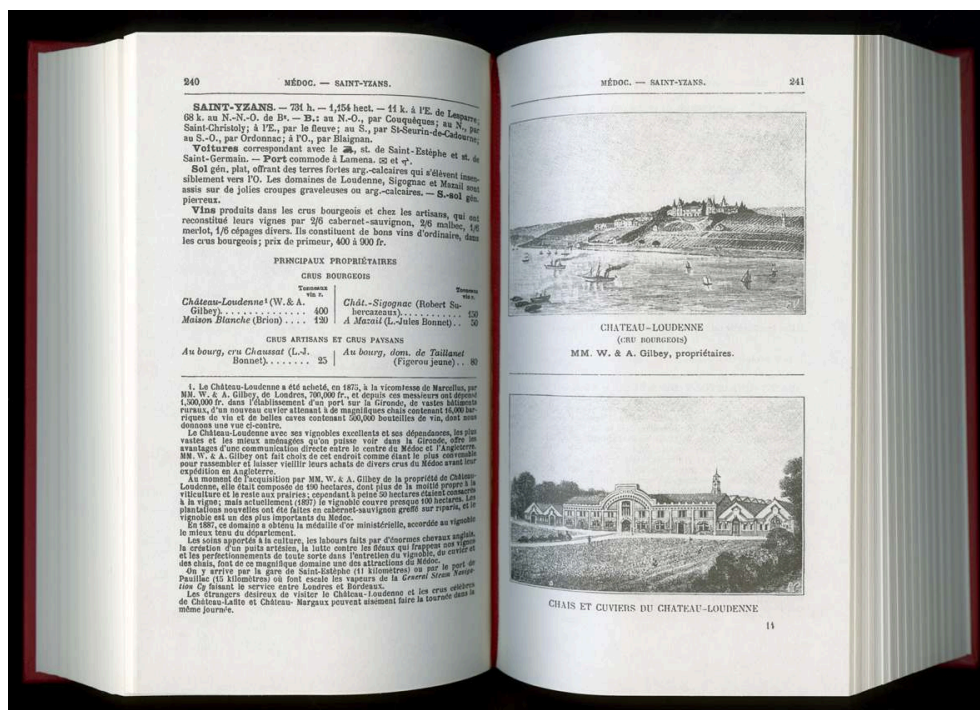 240
MÉDOC. — SAINT-YZANS.
SAINT-YZANS. — 731 h. — 1,154 hect. — 11 k. à l'E. de Lesparre;
68 k. au N.-N.-O. de Bx. — B.: au N.-O., par Couquèques; au N., par
Saint-Christoly; à l'E., par le fleuve; au S., par St-Seurin-de-Cadourne;
au S.-O., par Ordonnac; à l'O., par Blaignan.
Voitures correspondant avec le st. de Saint-Estèphe et st. de
Saint-Germain. — Port commode à Lamena. et
Sol gén. plat, offrant des terres fortes arg.-calcaires qui s'élèvent insen-
siblement vers l'O. Les domaines de Loudenne, Sigognac et Mazail sont
assis sur de jolies croupes graveleuses ou arg.-calcaires. — S.-sol gén.
pierreux.
Vins produits dans les crus bourgeois et chez les artisans, qui ont
reconstitué leurs vignes par 2/6 cabernet-sauvignon, 2/6 malbec, 1/6
merlot, 1/6 cépages divers. Ils constituent de bons vins d'ordinaire, dans
les crus bourgeois; prix de primeur, 400 à 900 fr.
PRINCIPAUX PROPRIÉTAIRES
CRUS BOURGEOIS
Tonneaux
vin r.
Château-Loudenne¹ (W. & A.
Gilbey). . . . . . . . . . . . . . . 400
Maison Blanche (Brion) . . . . 120
Tonneaux
vin r.
Chât.-Sigognac (Robert Su-
bercazeaux). . . . . . . . . . . . . 150
A Mazail (L.-Jules Bonnet). . 50
CRUS ARTISANS ET CRUS PAYSANS
Au bourg, cru Chaussat (L.-J.
Bonnet). . . . . . . . 25
Au bourg, dom. de Taillanet
(Figerou jeune) . . 80
1. Le Château-Loudenne a été acheté, en 1875, à la vicomtesse de Marcellus, par
MM. W. & A. Gilbey, de Londres, 700,000 fr., et depuis ces messieurs ont dépensé
1,500,000 fr. dans l'établissement d'un port sur la Gironde, de vastes bâtiments
ruraux, d'un nouveau cuvier attenant à de magnifiques chais contenant 16,000 bar-
riques de vin et de belles caves contenant 500,000 bouteilles de vin, dont nous
donnons une vue ci-contre.
Le Château-Loudenne avec ses vignobles excellents et ses dépendances, les plus
vastes et les mieux aménagées qu'on puisse voir dans la Gironde, offre les
avantages d'une communication directe entre le centre du Médoc et l'Angleterre.
MM. W. & A. Gilbey ont fait choix de cet endroit comme étant le plus convenable
pour rassembler et laisser vieillir leurs achats de divers crus du Médoc avant leur
expédition en Angleterre.
Au moment de l'acquisition par MM. W. & A. Gilbey de la propriété de Château-
Loudenne, elle était composée de 190 hectares, dont plus de la moitié propre à la
viticulture et le reste aux prairies; cependant à peine 50 hectares étaient consacrés
à la vigne; mais actuellement (1897) le vignoble couvre presque 100 hectares. Les
plantations nouvelles ont été faites en cabernet-sauvignon greffé sur riparia, et le
vignoble est un des plus importants du Médoc.
En 1887, ce domaine a obtenu la médaille d'or ministérielle, accordée au vignoble
le mieux tenu du département.
Les soins apportés à la culture, les labours faits par d'énormes chevaux anglais,
la création d'un puits artésien, la lutte contre les fléaux qui frappent nos vignes
et les perfectionnements de toute sorte dans l'entretien du vignoble, du cuvier et
des chais, font de ce magnifique domaine une des attractions du Médoc.
On y arrive par la gare de Saint-Estèphe (11 kilomètres) ou par le port de
Pauillac (15 kilomètres) où font escale les vapeurs de la General Steam Naviga-
tion Cy faisant le service entre Londres et Bordeaux.
Les étrangers désireux de visiter le Château-Loudenne et les crus célèbres
de Château-Lafite et Château-Margaux peuvent aisément faire la tournée dans la
même journée.
MÉDOC. — SAINT-YZANS.
241
CHATEAU-LOUDENNE
(CRU BOURGEOIS)
MM. W. & A. Gilbey, propriétaires.
CHAIS ET CUVIERS DU CHATEAU-LOUDENNE
14